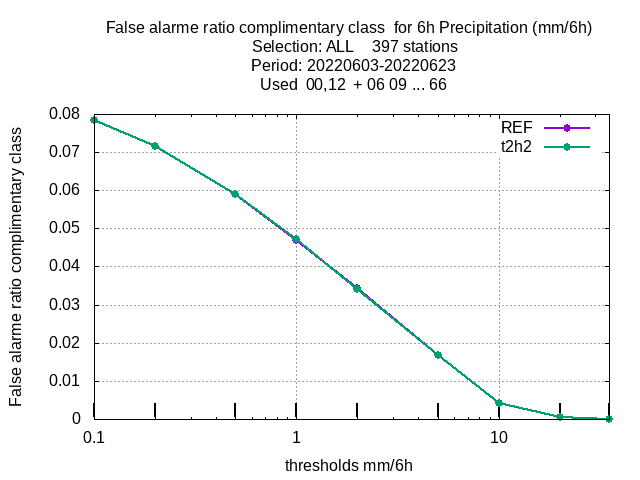 False alarme ratio complimentary class  for 6h Precipitation (mm/6h)
Selection: ALL    397 stations
Period: 20220603-20220623
Used  00,12  + 06 09 ... 66
REF
t2h2
False alarme ratio complimentary class
0.08
0.07
0.06
0.05
0.04
0.03
0.02
0.01
0
0.1
1
10
thresholds mm/6h